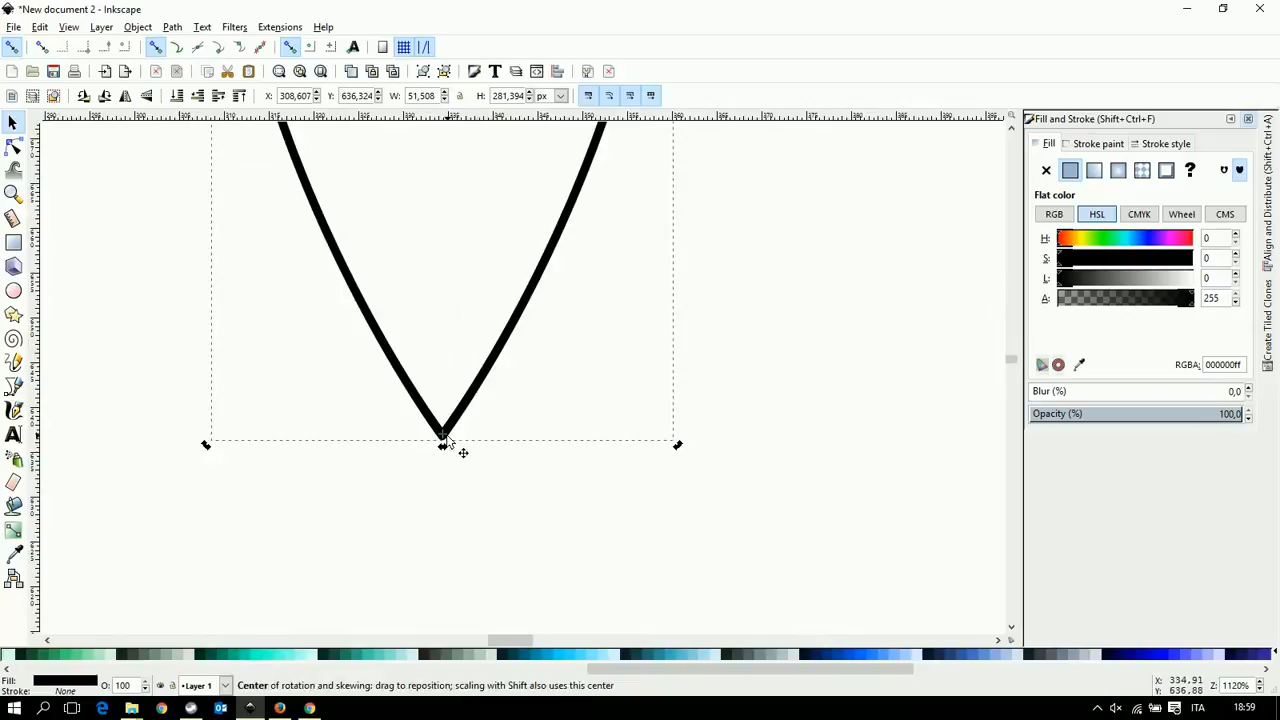 *New document 2 - Inkscape
File Edit View Layer Object Path Text Filters Extensions Help
X: 308,607 Y: 636,324 W: 51,508 H: 281,394 px
Fill and Stroke (Shift+Ctrl+F)
Fill Stroke paint Stroke style
Flat color
RGB HSL CMYK Wheel CMS
H: 0
S: 0
L: 0
A: 255
RGBA: 000000ff
Blur (%) 0,0
Opacity (%) 100,0
Align and Distribute (Shift+Ctrl+A)
Create Tiled Clones
Fill: O: 100 •Layer 1 Center of rotation and skewing: drag to reposition; scaling with Shift also uses this center X: 334,91 Z: 1120%
Stroke: None Y: 636,88
ITA 18:59